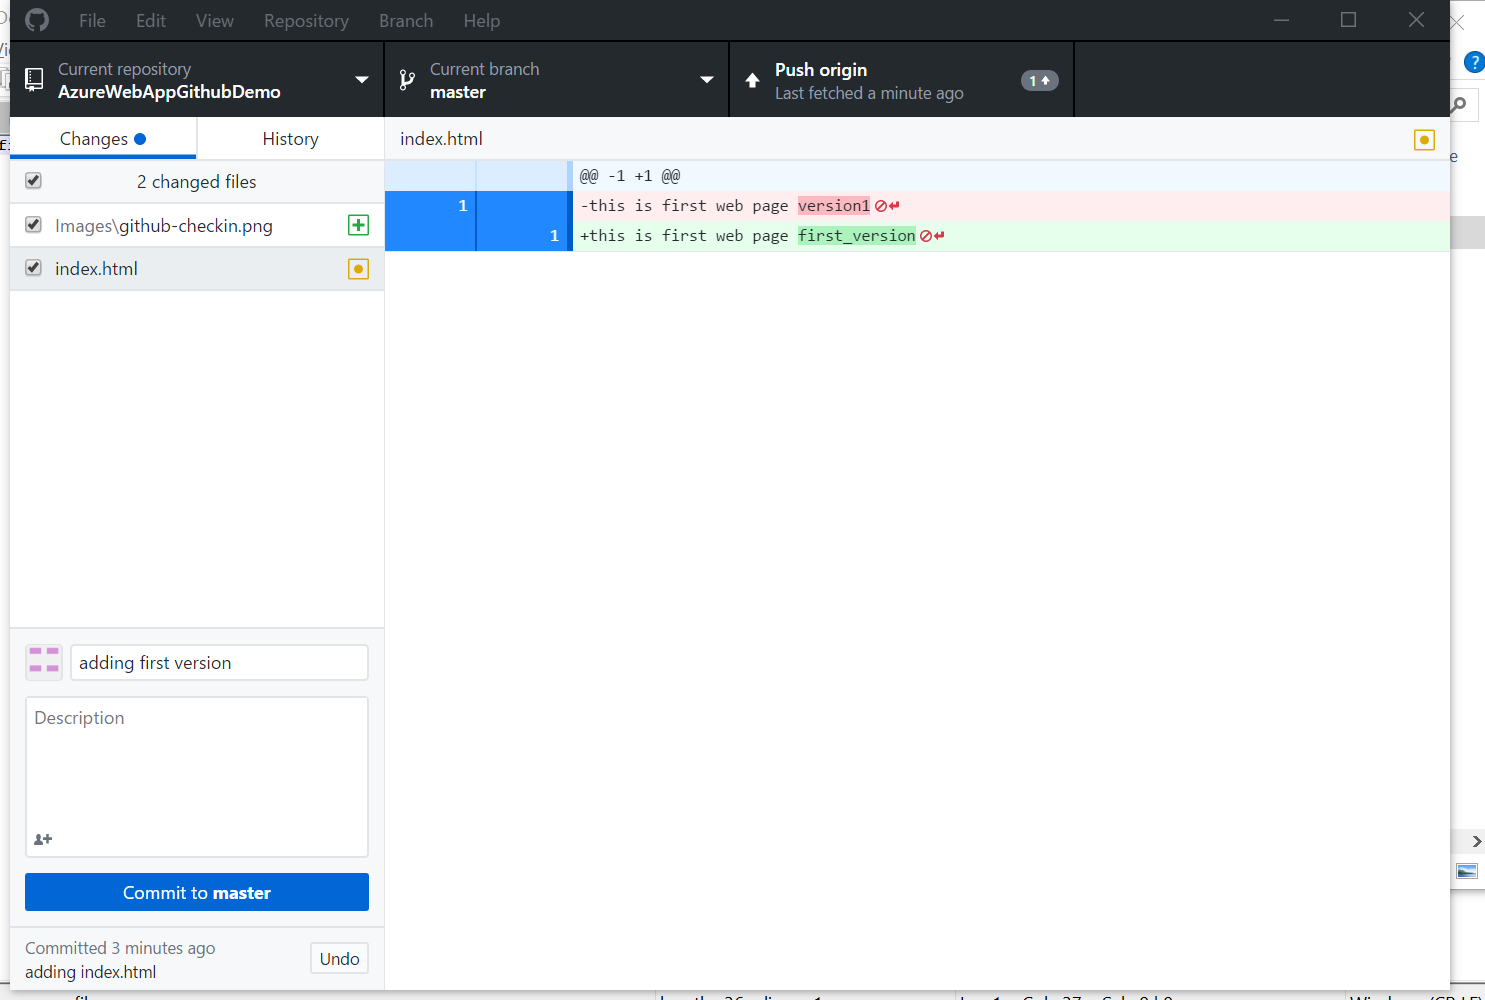 File Edit View Repository Branch Help
Current repository
AzureWebAppGithubDemo
Current branch
master
Push origin
Last fetched a minute ago
1
Changes
History
index.html
2 changed files
Images\github-checkin.png
index.html
@@ -1 +1 @@
1 -this is first web page version1
1 +this is first web page first_version
adding first version
Description
Commit to master
Committed 3 minutes ago
adding index.html
Undo